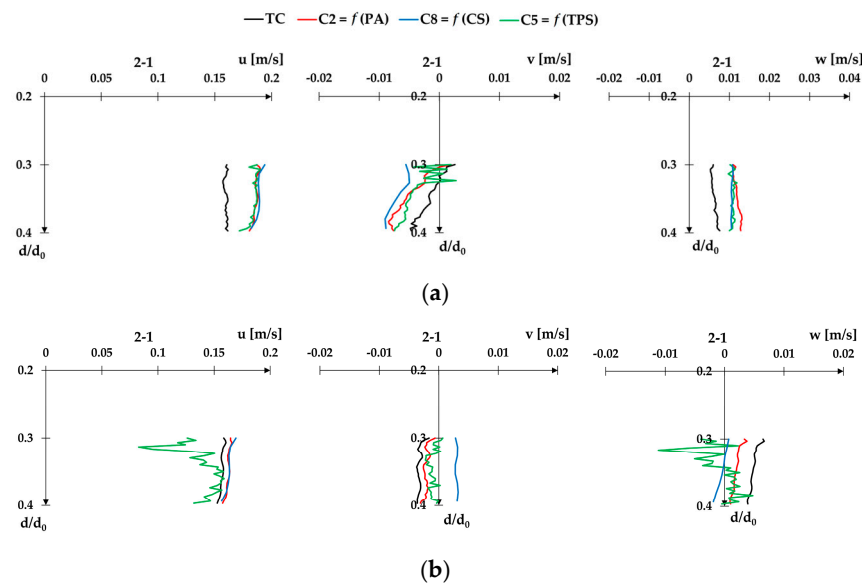 TC C2 = f (PA) C8 = f (CS) C5 = f (TPS)
2-1 u [m/s] 2-1 v [m/s] 2-1 w [m/s]
0 0.05 0.1 0.15 0.2 -0.02 -0.01 0 0.01 0.02 -0.02 -0.01 0 0.01 0.02 0.03 0.04
0.2 0.2 0.2
0.3 0.3 0.3
0.4 0.4 0.4
d/d0 d/d0 d/d0
(a)
2-1 u [m/s] 2-1 v [m/s] 2-1 w [m/s]
0 0.05 0.1 0.15 0.2 -0.02 -0.01 0 0.01 0.02 -0.02 -0.01 0 0.01 0.02
0.2 0.2 0.2
0.3 0.3 0.3
0.4 0.4 0.4
d/d0 d/d0 d/d0
(b)